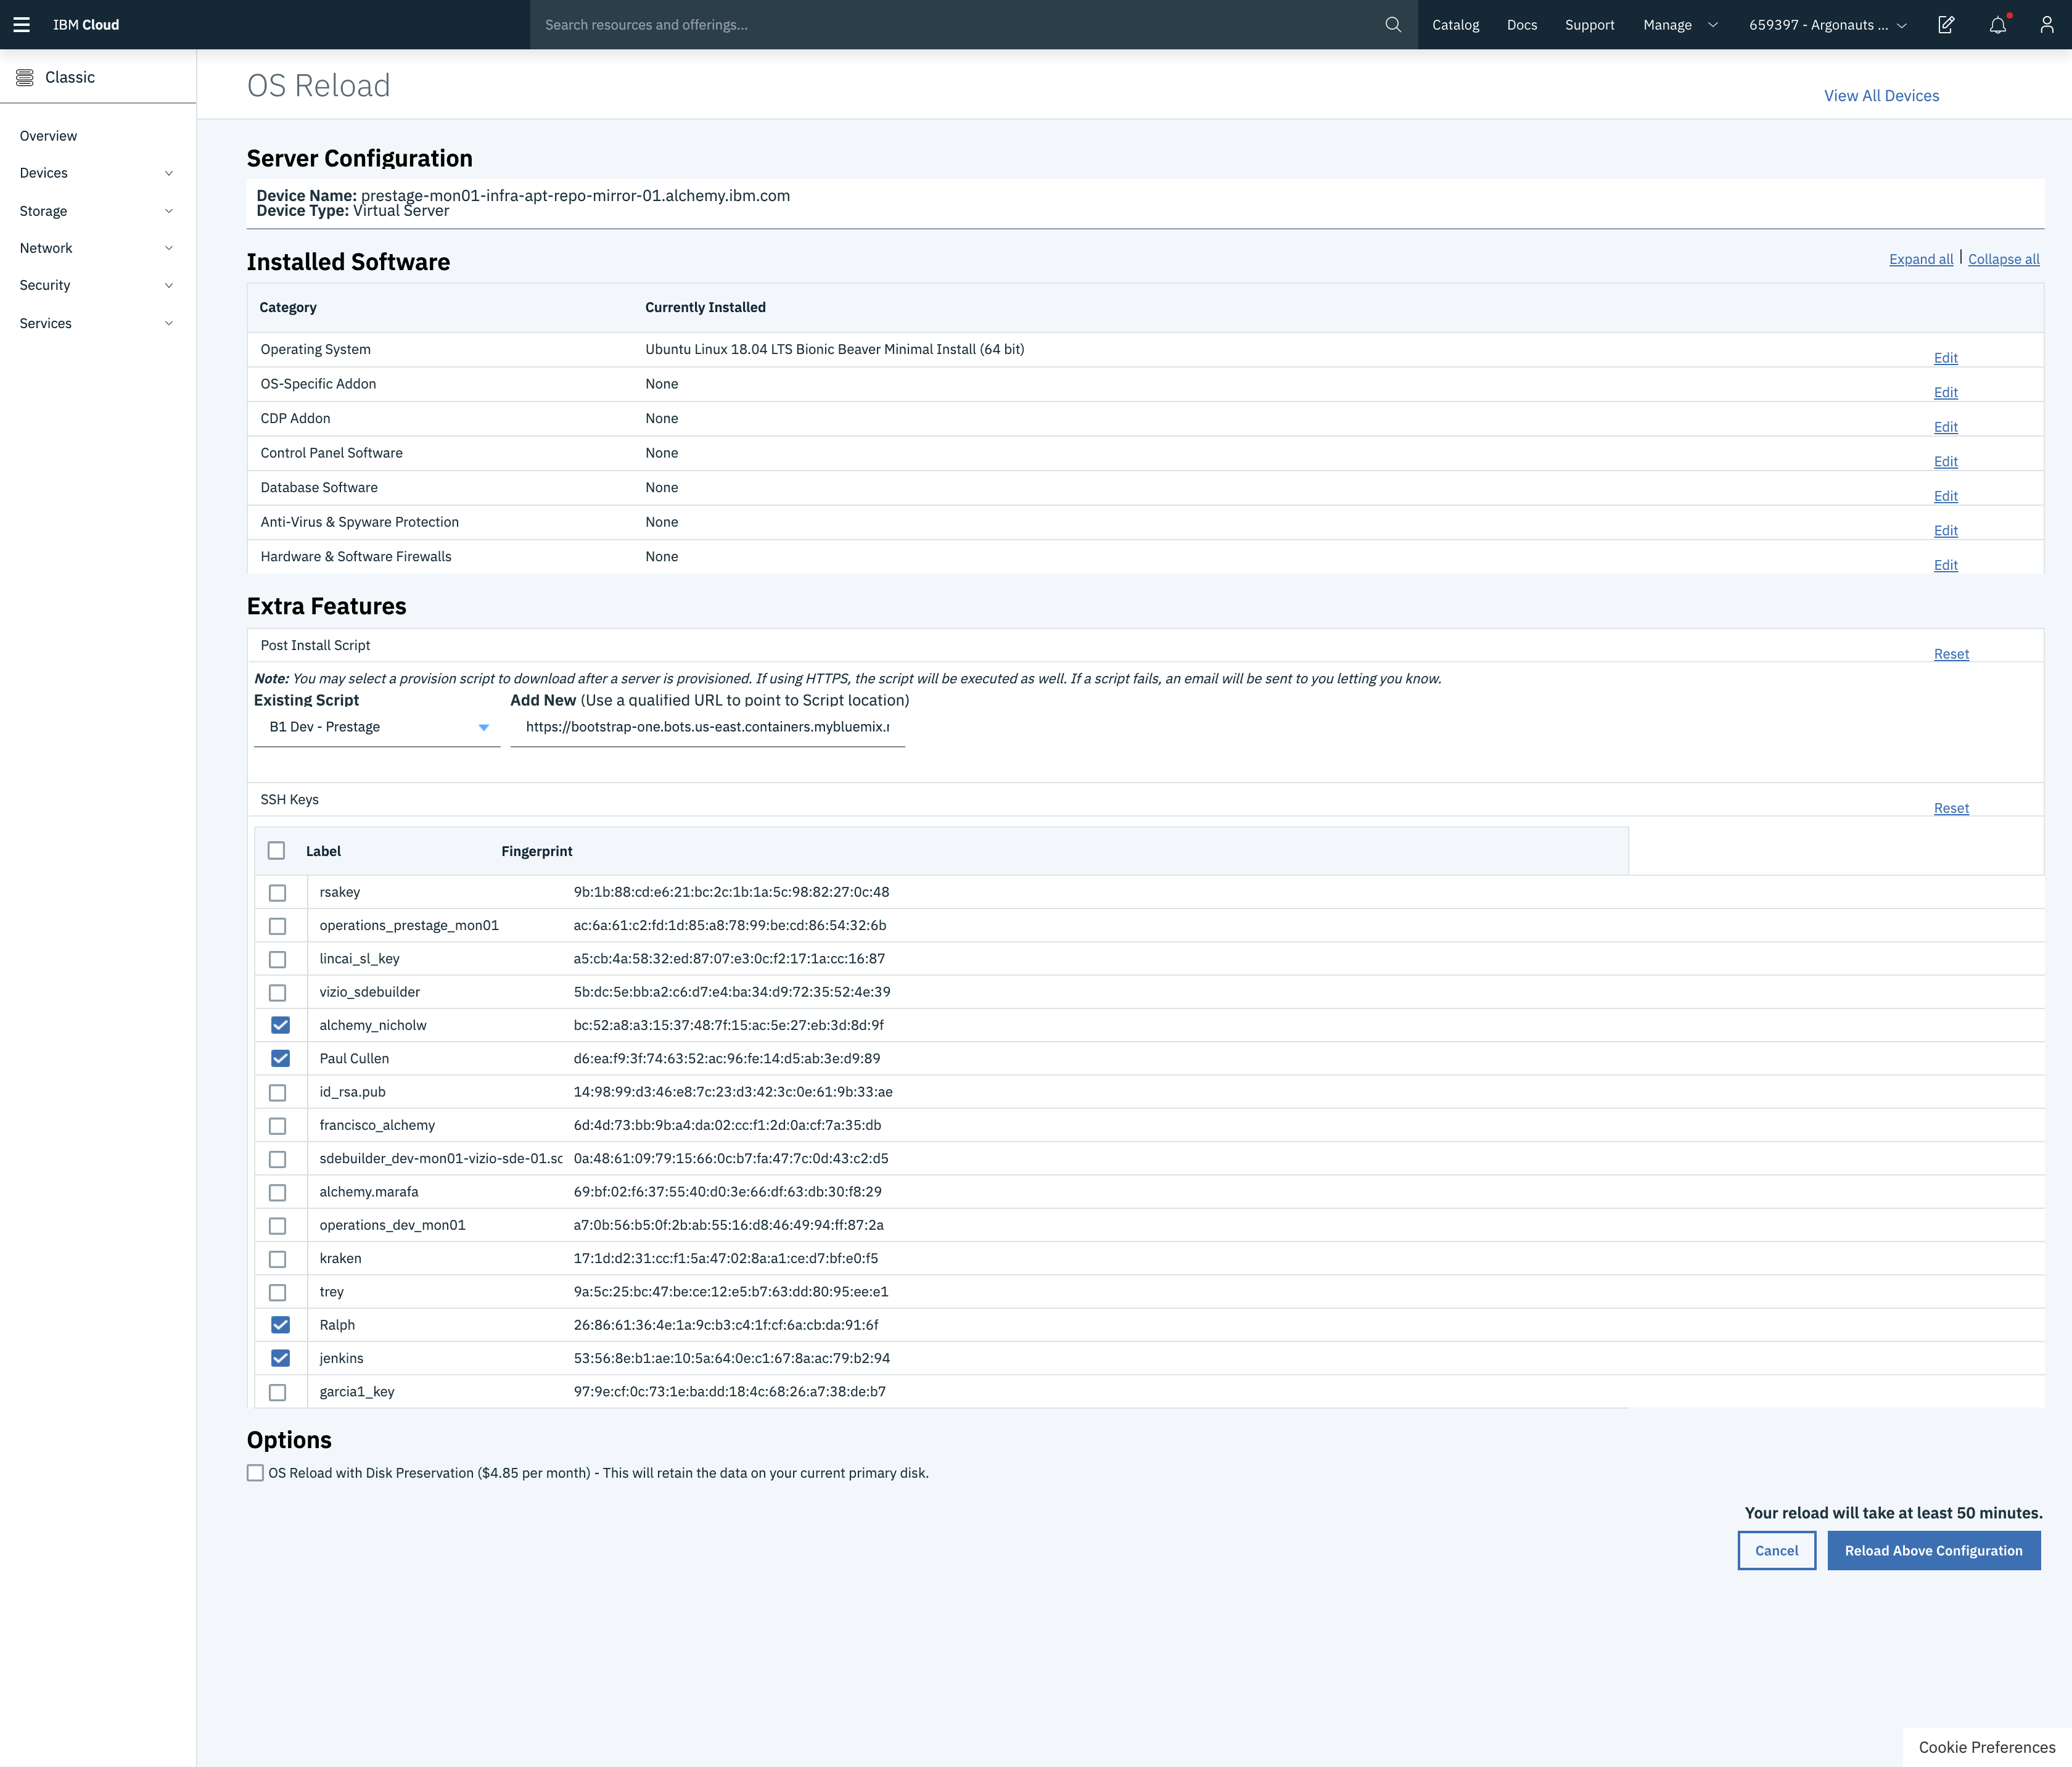 IBM Cloud
Search resources and offerings...
Catalog
Docs
Support
Manage
659397 - Argonauts ...
Classic
Overview
Devices
Storage
Network
Security
Services
OS Reload
View All Devices
Server Configuration
Device Name: prestage-mon01-infra-apt-repo-mirror-01.alchemy.ibm.com
Device Type: Virtual Server
Installed Software
Expand all | Collapse all
Category Currently Installed
Operating System Ubuntu Linux 18.04 LTS Bionic Beaver Minimal Install (64 bit) Edit
OS-Specific Addon None Edit
CDP Addon None Edit
Control Panel Software None Edit
Database Software None Edit
Anti-Virus & Spyware Protection None Edit
Hardware & Software Firewalls None Edit
Extra Features
Post Install Script Reset
Note: You may select a provision script to download after a server is provisioned. If using HTTPS, the script will be executed as well. If a script fails, an email will be sent to you letting you know.
Existing Script Add New (Use a qualified URL to point to Script location)
B1 Dev - Prestage https://bootstrap-one.bots.us-east.containers.mybluemix.r
SSH Keys Reset
Label Fingerprint
rsakey 9b:1b:88:cd:e6:21:bc:2c:1b:1a:5c:98:82:27:0c:48
operations_prestage_mon01 ac:6a:61:c2:fd:1d:85:a8:78:99:be:cd:86:54:32:6b
lincai_sl_key a5:cb:4a:58:32:ed:87:07:e3:0c:f2:17:1a:cc:16:87
vizio_sdebuilder 5b:dc:5e:bb:a2:c6:d7:e4:ba:34:d9:72:35:52:4e:39
alchemy_nicholw bc:52:a8:a3:15:37:48:7f:15:ac:5e:27:eb:3d:8d:9f
Paul Cullen d6:ea:f9:3f:74:63:52:ac:96:fe:14:d5:ab:3e:d9:89
id_rsa.pub 14:98:99:d3:46:e8:7c:23:d3:42:3c:0e:61:9b:33:ae
francisco_alchemy 6d:4d:73:bb:9b:a4:da:02:cc:f1:2d:0a:cf:7a:35:db
sdebuilder_dev-mon01-vizio-sde-01.sc 0a:48:61:09:79:15:66:0c:b7:fa:47:7c:0d:43:c2:d5
alchemy.marafa 69:bf:02:f6:37:55:40:d0:3e:66:df:63:db:30:f8:29
operations_dev_mon01 a7:0b:56:b5:0f:2b:ab:55:16:d8:46:49:94:ff:87:2a
kraken 17:1d:d2:31:cc:f1:5a:47:02:8a:a1:ce:d7:bf:e0:f5
trey 9a:5c:25:bc:47:be:ce:12:e5:b7:63:dd:80:95:ee:e1
Ralph 26:86:61:36:4e:1a:9c:b3:c4:1f:cf:6a:cb:da:91:6f
jenkins 53:56:8e:b1:ae:10:5a:64:0e:c1:67:8a:ac:79:b2:94
garcia1_key 97:9e:cf:0c:73:1e:ba:dd:18:4c:68:26:a7:38:de:b7
Options
OS Reload with Disk Preservation ($4.85 per month) - This will retain the data on your current primary disk.
Your reload will take at least 50 minutes.
Cancel
Reload Above Configuration
Cookie Preferences